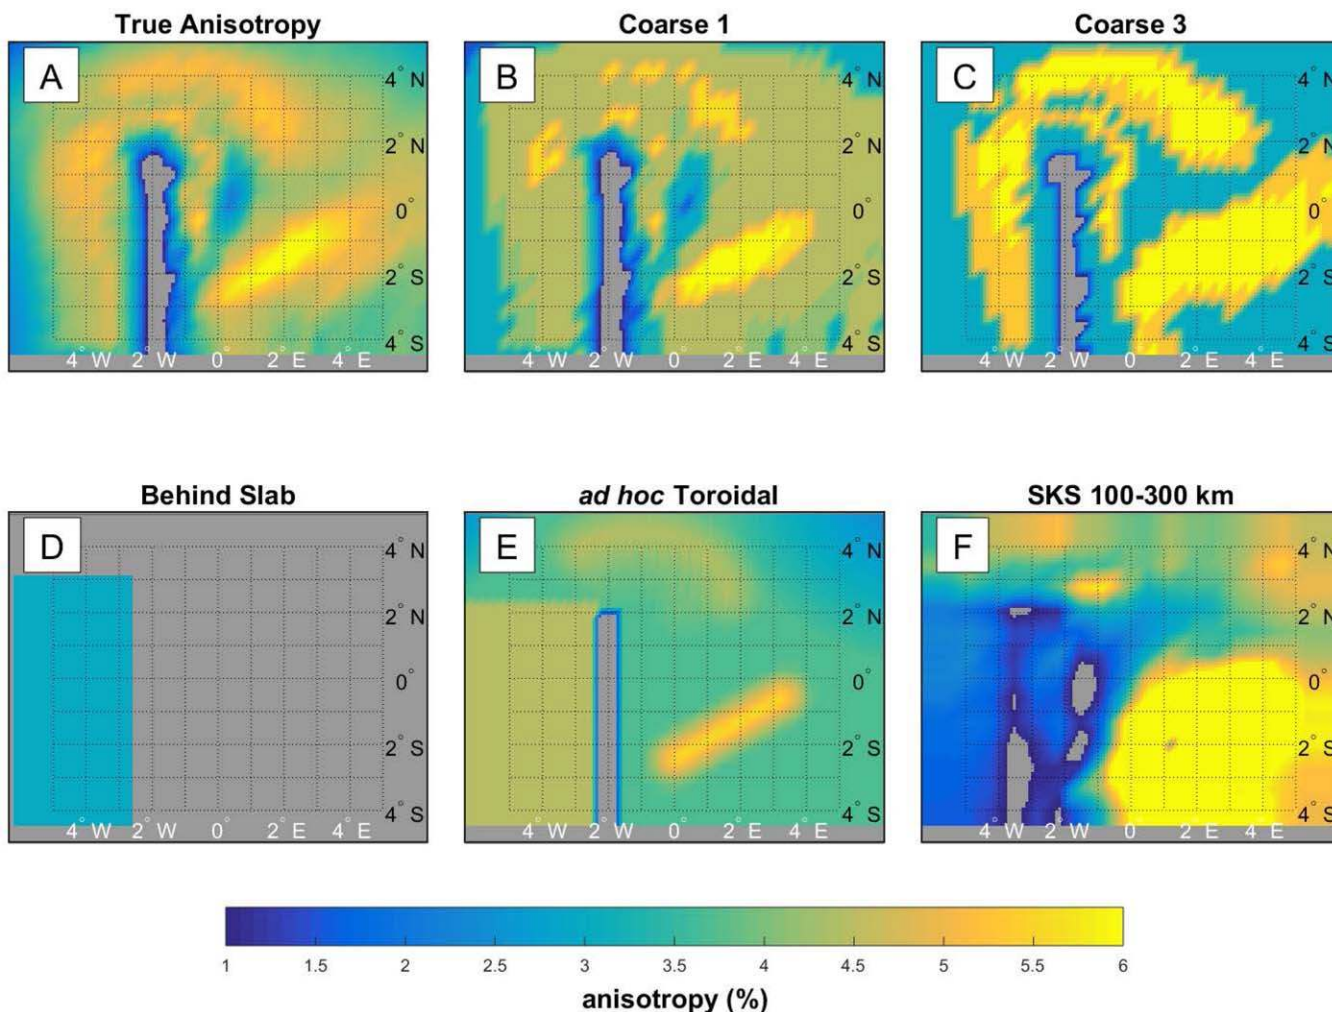 True Anisotropy Coarse 1 Coarse 3
A B C
4° N 4° N 4° N
2° N 2° N 2° N
0° 0° 0°
2° S 2° S 2° S
4° S 4° S 4° S
4° W 2° W 0° 2° E 4° E 4° W 2° W 0° 2° E 4° E 4° W 2° W 0° 2° E 4° E
Behind Slab ad hoc Toroidal SKS 100-300 km
D E F
4° N 4° N 4° N
2° N 2° N 2° N
0° 0° 0°
2° S 2° S 2° S
4° S 4° S 4° S
4° W 2° W 0° 2° E 4° E 4° W 2° W 0° 2° E 4° E 4° W 2° W 0° 2° E 4° E
1 1.5 2 2.5 3 3.5 4 4.5 5 5.5 6
anisotropy (%)